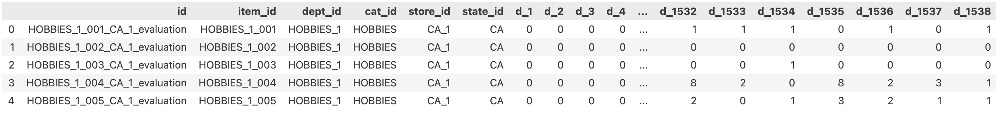 id item_id dept_id cat_id store_id state_id d_1 d_2 d_3 d_4 ... d_1532 d_1533 d_1534 d_1535 d_1536 d_1537 d_1538
0 HOBBIES_1_001_CA_1_evaluation HOBBIES_1_001 HOBBIES_1 HOBBIES CA_1 CA 0 0 0 0 ... 1 1 1 0 1 0 1
1 HOBBIES_1_002_CA_1_evaluation HOBBIES_1_002 HOBBIES_1 HOBBIES CA_1 CA 0 0 0 0 ... 0 0 0 0 0 0 0
2 HOBBIES_1_003_CA_1_evaluation HOBBIES_1_003 HOBBIES_1 HOBBIES CA_1 CA 0 0 0 0 ... 0 0 1 0 0 0 0
3 HOBBIES_1_004_CA_1_evaluation HOBBIES_1_004 HOBBIES_1 HOBBIES CA_1 CA 0 0 0 0 ... 8 2 0 8 2 3 1
4 HOBBIES_1_005_CA_1_evaluation HOBBIES_1_005 HOBBIES_1 HOBBIES CA_1 CA 0 0 0 0 ... 2 0 1 3 2 1 1